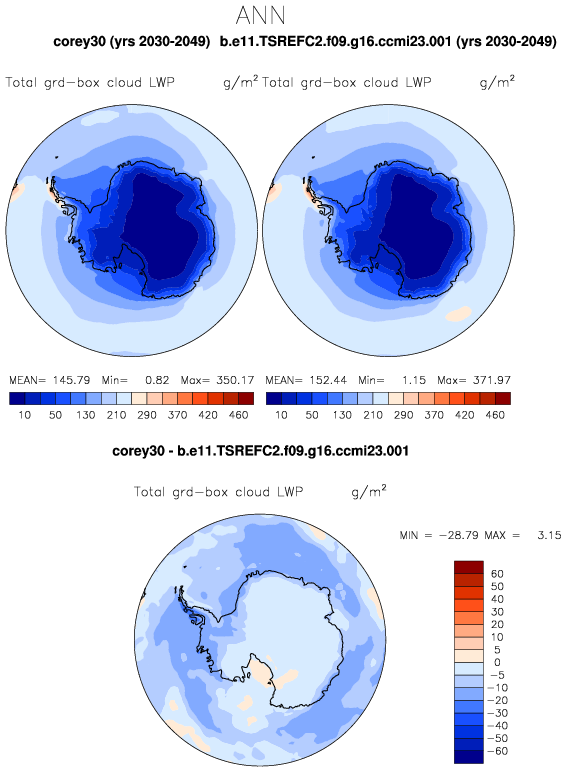 ANN
corey30 (yrs 2030-2049) b.e11.TSREFC2.f09.g16.ccmi23.001 (yrs 2030-2049)
Total grd-box cloud LWP g/m² Total grd-box cloud LWP g/m²
MEAN= 145.79 Min= 0.82 Max= 350.17 MEAN= 152.44 Min= 1.15 Max= 371.97
10 50 130 210 290 370 420 460 10 50 130 210 290 370 420 460
corey30 - b.e11.TSREFC2.f09.g16.ccmi23.001
Total grd-box cloud LWP g/m²
MIN = -28.79 MAX = 3.15
60
50
40
30
20
10
5
0
-5
-10
-20
-30
-40
-50
-60